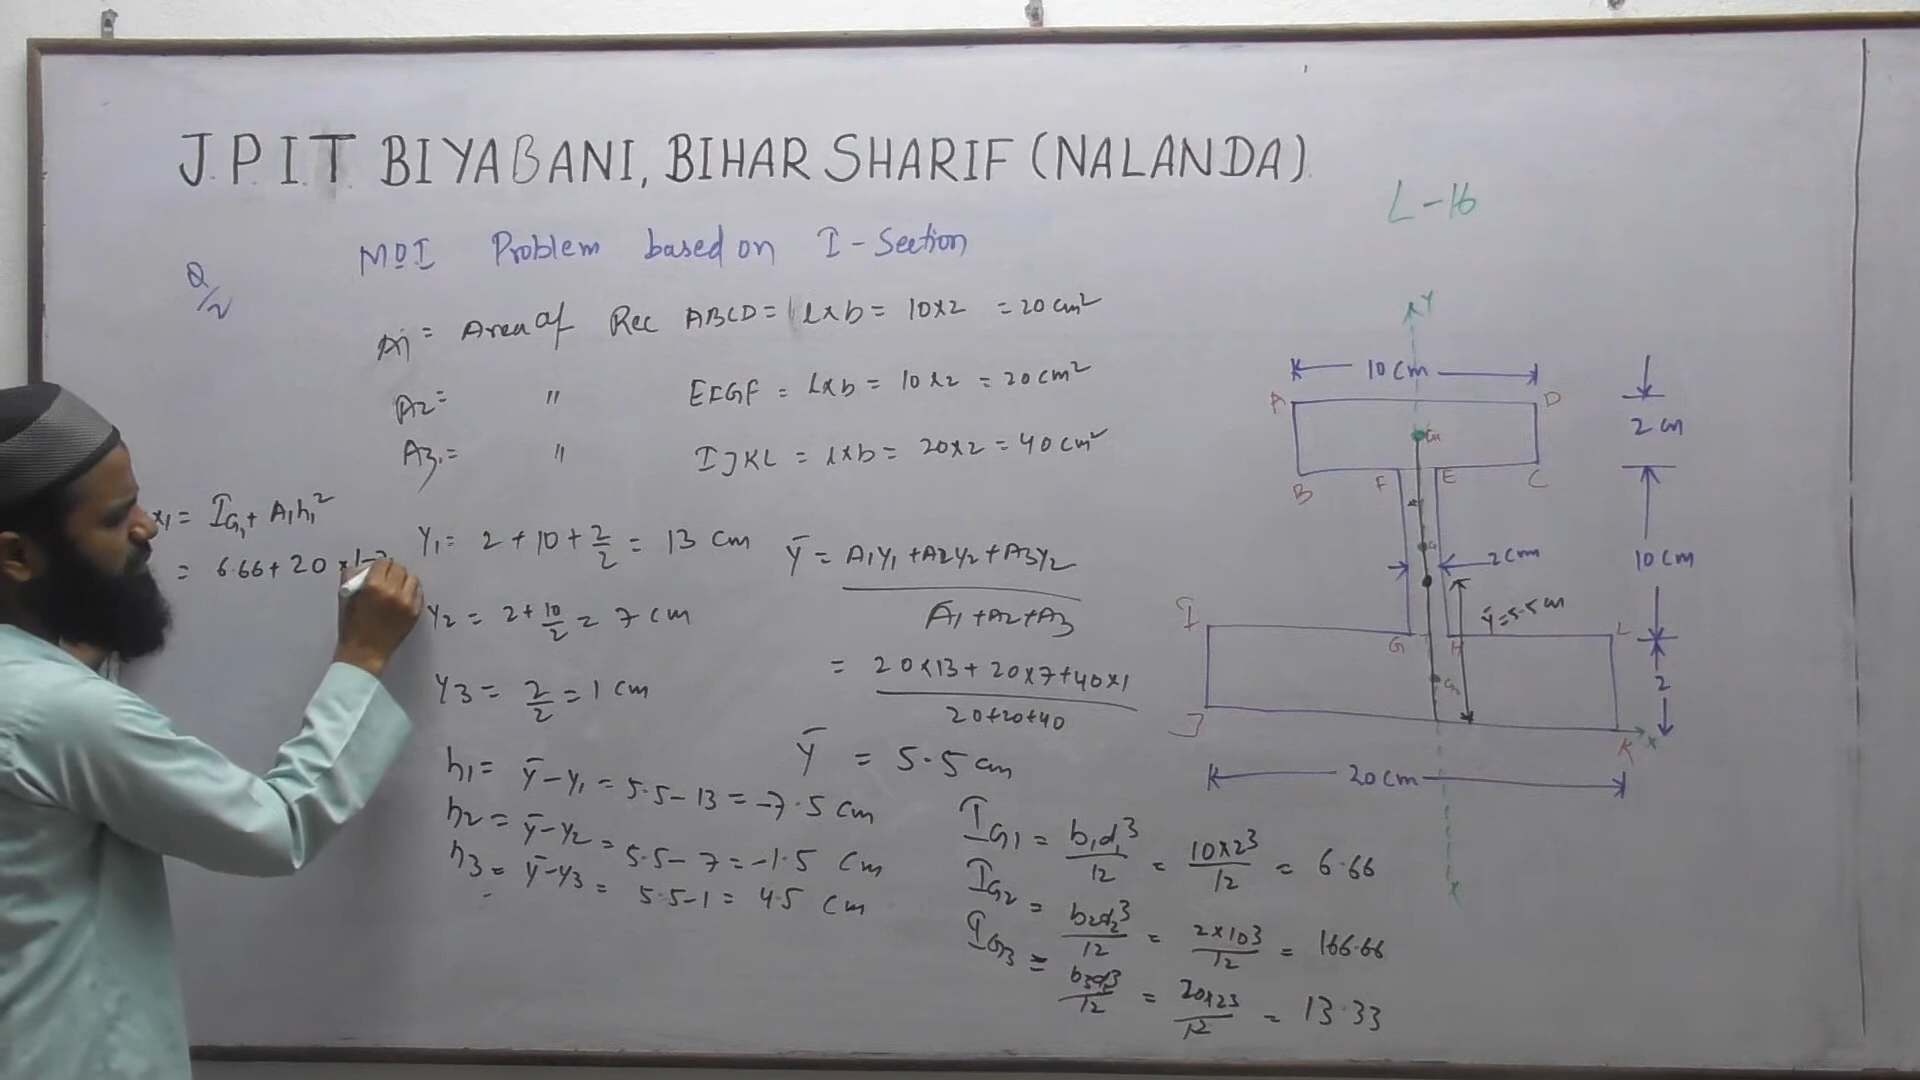 J.P.I.T BIYABANI, BIHAR SHARIF (NALANDA).
L-16
MOI Problem based on I-Section
Q/2
A1 = Area of Rec ABCD = l×b = 10×2 = 20 cm²
A2 = " EIGF = l×b = 10×2 = 20 cm²
A3 = " IJKL = l×b = 20×2 = 40 cm²
x1 = IG1 + A1h1²
= 6.66 + 20 ×(-7
Y1 = 2 + 10 + 2/2 = 13 cm
Y2 = 2 + 10/2 = 7 cm
Y3 = 2/2 = 1 cm
h1 = ȳ - y1 = 5.5 - 13 = -7.5 cm
h2 = ȳ - y2 = 5.5 - 7 = -1.5 cm
h3 = ȳ - y3 = 5.5 - 1 = 4.5 cm
ȳ = A1y1 + A2y2 + A3y2
A1 + A2 + A3
= 20×13 + 20×7 + 40×1
20+20+40
ȳ = 5.5 cm
IG1 = b1d1³/12 = 10×2³/12 = 6.66
IG2 = b2d2³/12 = 2×10³/12 = 166.66
IG3 = b3d3³/12 = 20×2³/12 = 13.33
Y
10 cm
A
D
2 cm
G1
B
F
E
C
10 cm
2 cm
ȳ=5.5 cm
I
G
H
L
2
J
K
X
20 cm